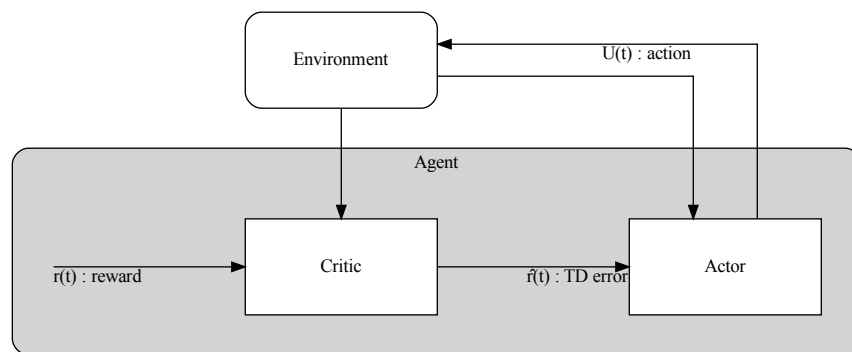 Environment
U(t) : action
Agent
r(t) : reward
Critic
r̂(t) : TD error
Actor